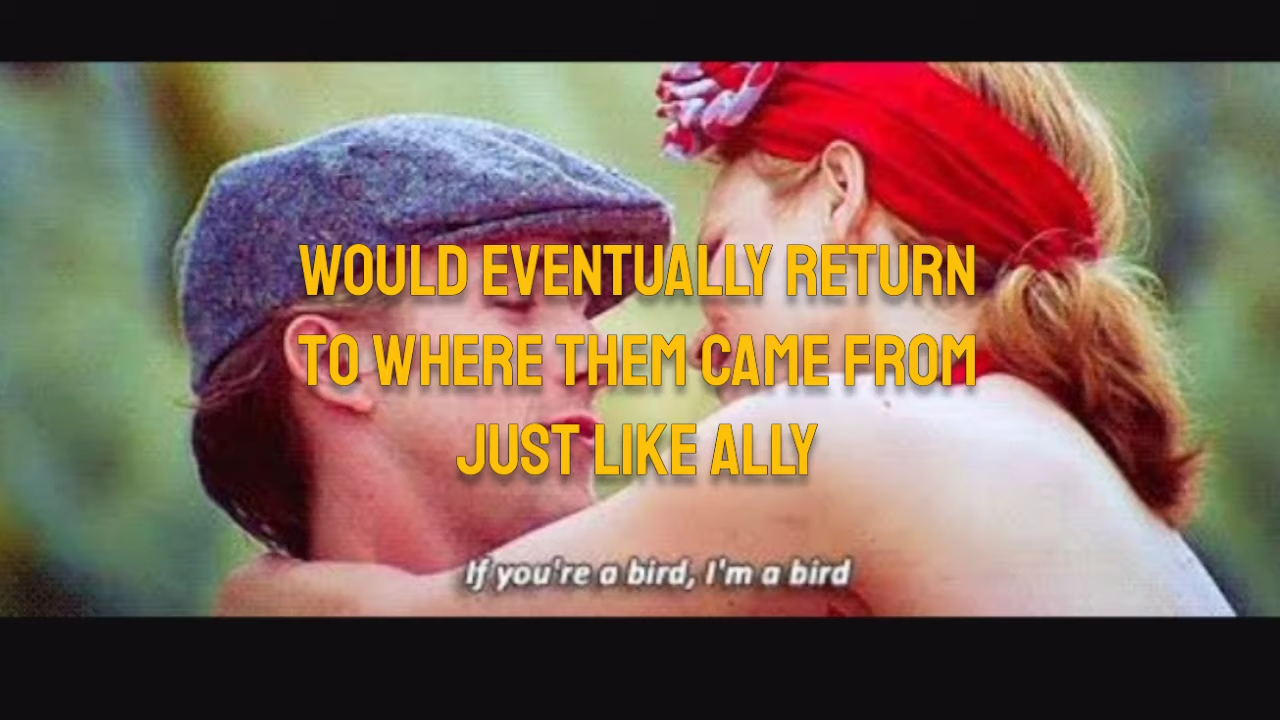 WOULD EVENTUALLY RETURN
TO WHERE THEM CAME FROM
JUST LIKE ALLY
If you're a bird, I'm a bird